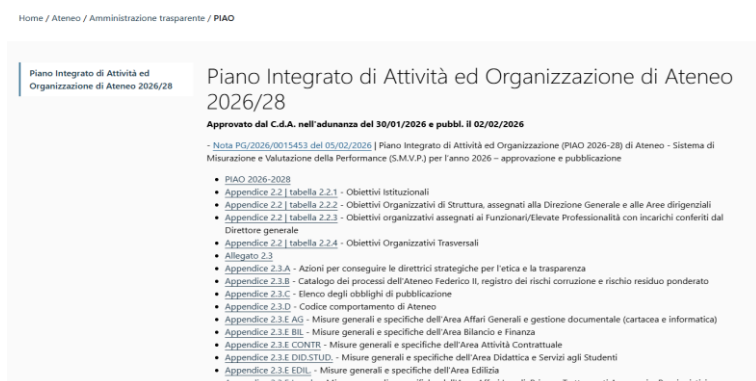 Home / Ateneo / Amministrazione trasparente / PIAO
Piano Integrato di Attività ed
Organizzazione di Ateneo 2026/28
Piano Integrato di Attività ed Organizzazione di Ateneo
2026/28
Approvato dal C.d.A. nell'adunanza del 30/01/2026 e pubbl. il 02/02/2026
- Nota PG/2026/0015453 del 05/02/2026 | Piano Integrato di Attività ed Organizzazione (PIAO 2026-28) di Ateneo - Sistema di
Misurazione e Valutazione della Performance (S.M.V.P.) per l'anno 2026 – approvazione e pubblicazione
PIAO 2026-2028
Appendice 2.2 | tabella 2.2.1 - Obiettivi Istituzionali
Appendice 2.2 | tabella 2.2.2 - Obiettivi Organizzativi di Struttura, assegnati alla Direzione Generale e alle Aree dirigenziali
Appendice 2.2 | tabella 2.2.3 - Obiettivi organizzativi assegnati ai Funzionari/Elevate Professionalità con incarichi conferiti dal
Direttore generale
Appendice 2.2 | tabella 2.2.4 - Obiettivi Organizzativi Trasversali
Allegato 2.3
Appendice 2.3.A - Azioni per conseguire le direttrici strategiche per l'etica e la trasparenza
Appendice 2.3.B - Catalogo dei processi dell'Ateneo Federico II, registro dei rischi corruzione e rischio residuo ponderato
Appendice 2.3.C - Elenco degli obblighi di pubblicazione
Appendice 2.3.D - Codice comportamento di Ateneo
Appendice 2.3.E AG - Misure generali e specifiche dell'Area Affari Generali e gestione documentale (cartacea e informatica)
Appendice 2.3.E BIL - Misure generali e specifiche dell'Area Bilancio e Finanza
Appendice 2.3.E CONTR - Misure generali e specifiche dell'Area Attività Contrattuale
Appendice 2.3.E DID.STUD. - Misure generali e specifiche dell'Area Didattica e Servizi agli Studenti
Appendice 2.3.E EDIL. - Misure generali e specifiche dell'Area Edilizia